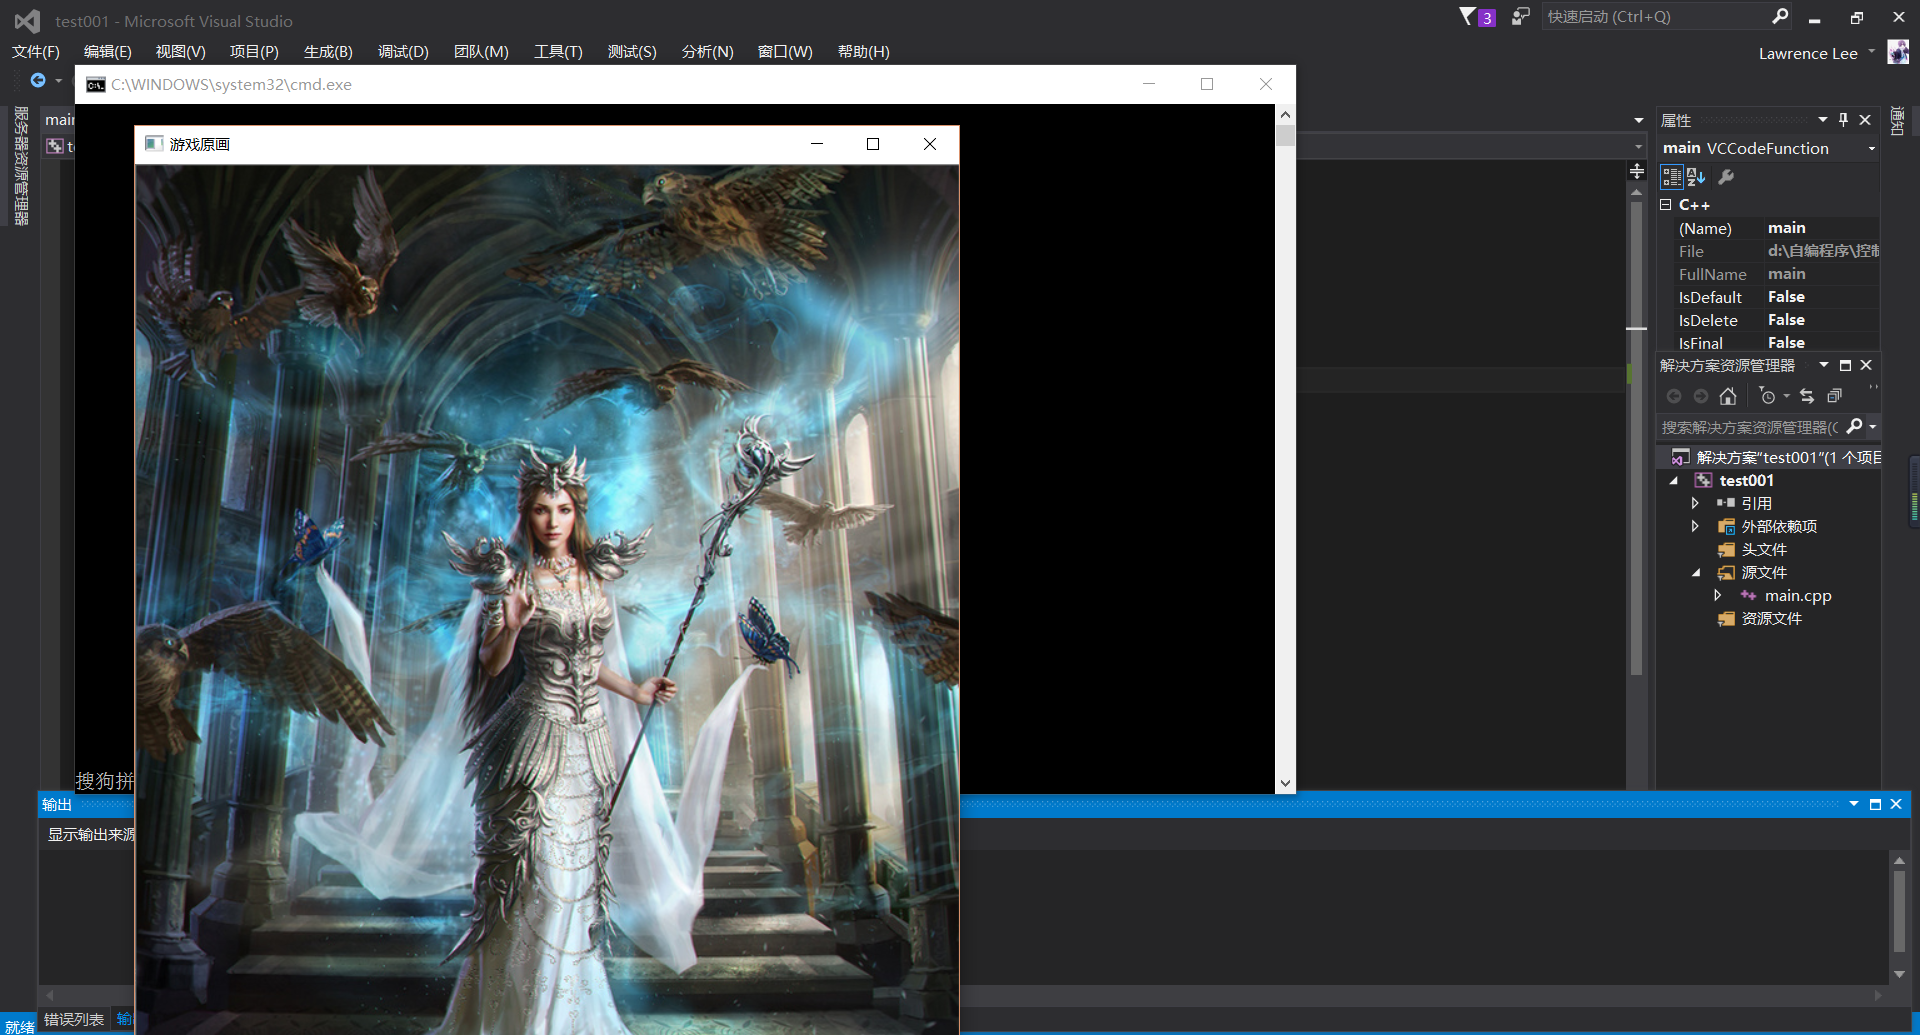 test001 - Microsoft Visual Studio
3
快速启动 (Ctrl+Q)
文件(F) 编辑(E) 视图(V) 项目(P) 生成(B) 调试(D) 团队(M) 工具(T) 测试(S) 分析(N) 窗口(W) 帮助(H)
Lawrence Lee
C:\WINDOWS\system32\cmd.exe
服务器资源管理器
main
游戏原画
搜狗拼
通知
属性
main VCCodeFunction
C++
(Name) main
File d:\自编程序\控制
FullName main
IsDefault False
IsDelete False
IsFinal False
解决方案资源管理器
搜索解决方案资源管理器(C
解决方案"test001"(1 个项目
test001
引用
外部依赖项
头文件
源文件
main.cpp
资源文件
输出
显示输出来源
错误列表 输
就绪